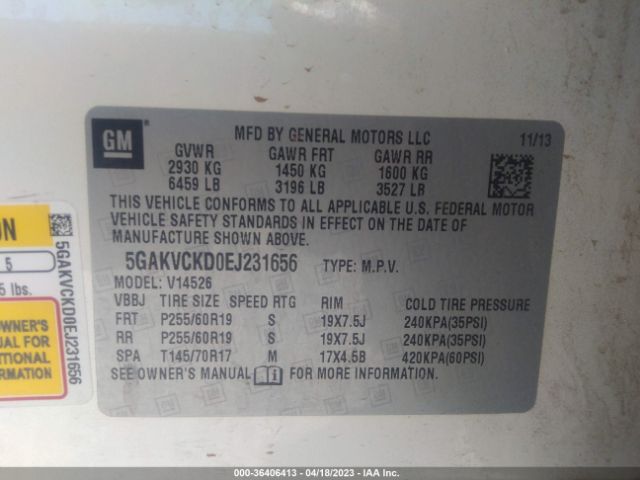 GM ®
MFD BY GENERAL MOTORS LLC 11/13
GVWR GAWR FRT GAWR RR
2930 KG 1450 KG 1600 KG
6459 LB 3196 LB 3527 LB
THIS VEHICLE CONFORMS TO ALL APPLICABLE U.S. FEDERAL MOTOR
VEHICLE SAFETY STANDARDS IN EFFECT ON THE DATE OF
MANUFACTURE SHOWN ABOVE.
5GAKVCKD0EJ231656 TYPE: M.P.V.
MODEL: V14526
VBBJ TIRE SIZE SPEED RTG RIM COLD TIRE PRESSURE
FRT P255/60R19 S 19X7.5J 240KPA(35PSI)
RR P255/60R19 S 19X7.5J 240KPA(35PSI)
SPA T145/70R17 M 17X4.5B 420KPA(60PSI)
SEE OWNER'S MANUAL FOR MORE INFORMATION.
5
5 lbs.
OWNER'S
5GAKVCKD0EJ231656
000-36406413 - 04/18/2023 - IAA Inc.